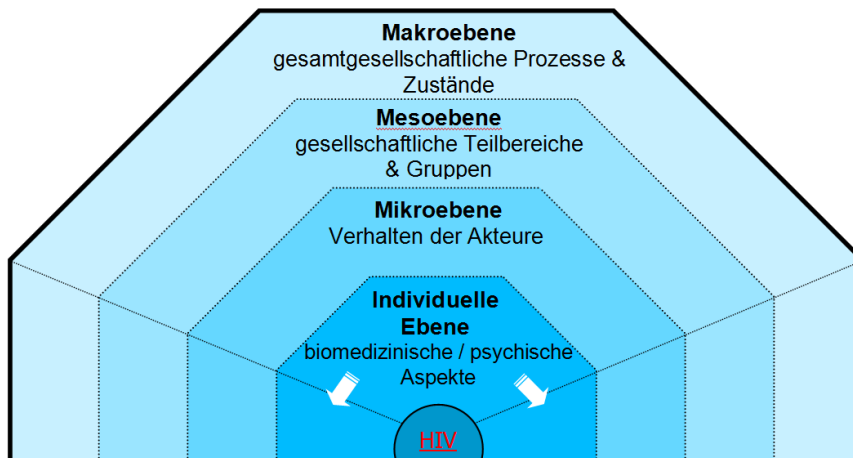 Makroebene
gesamtgesellschaftliche Prozesse &
Zustände
Mesoebene
gesellschaftliche Teilbereiche
& Gruppen
Mikroebene
Verhalten der Akteure
Individuelle
Ebene
biomedizinische / psychische
Aspekte
HIV